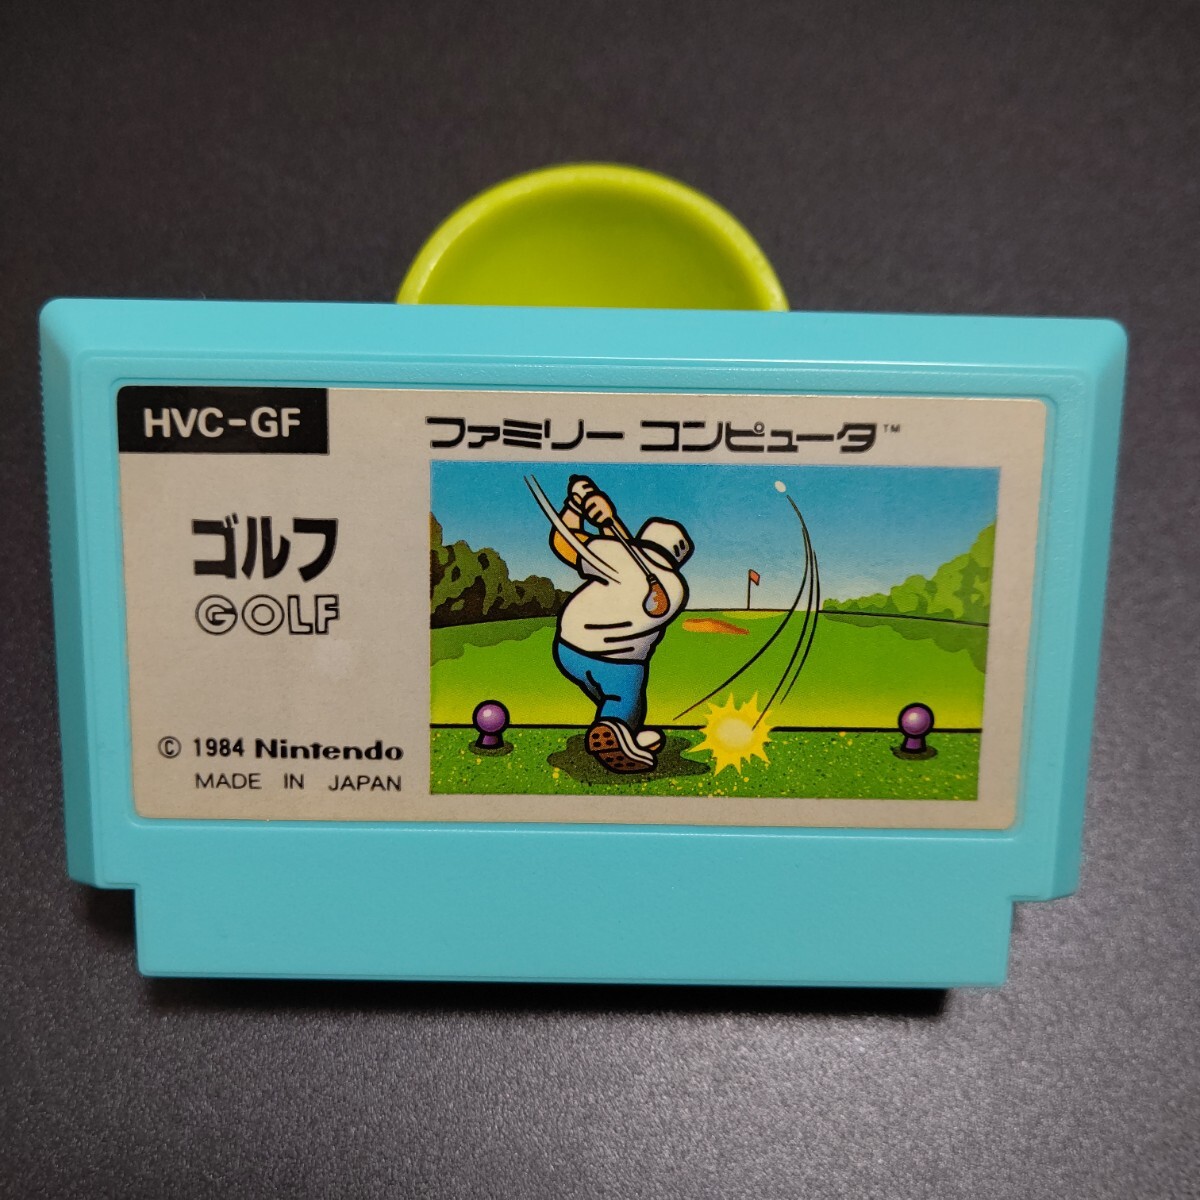 HVC-GF
ファミリー コンピュータ™
ゴルフ
GOLF
© 1984 Nintendo
MADE IN JAPAN